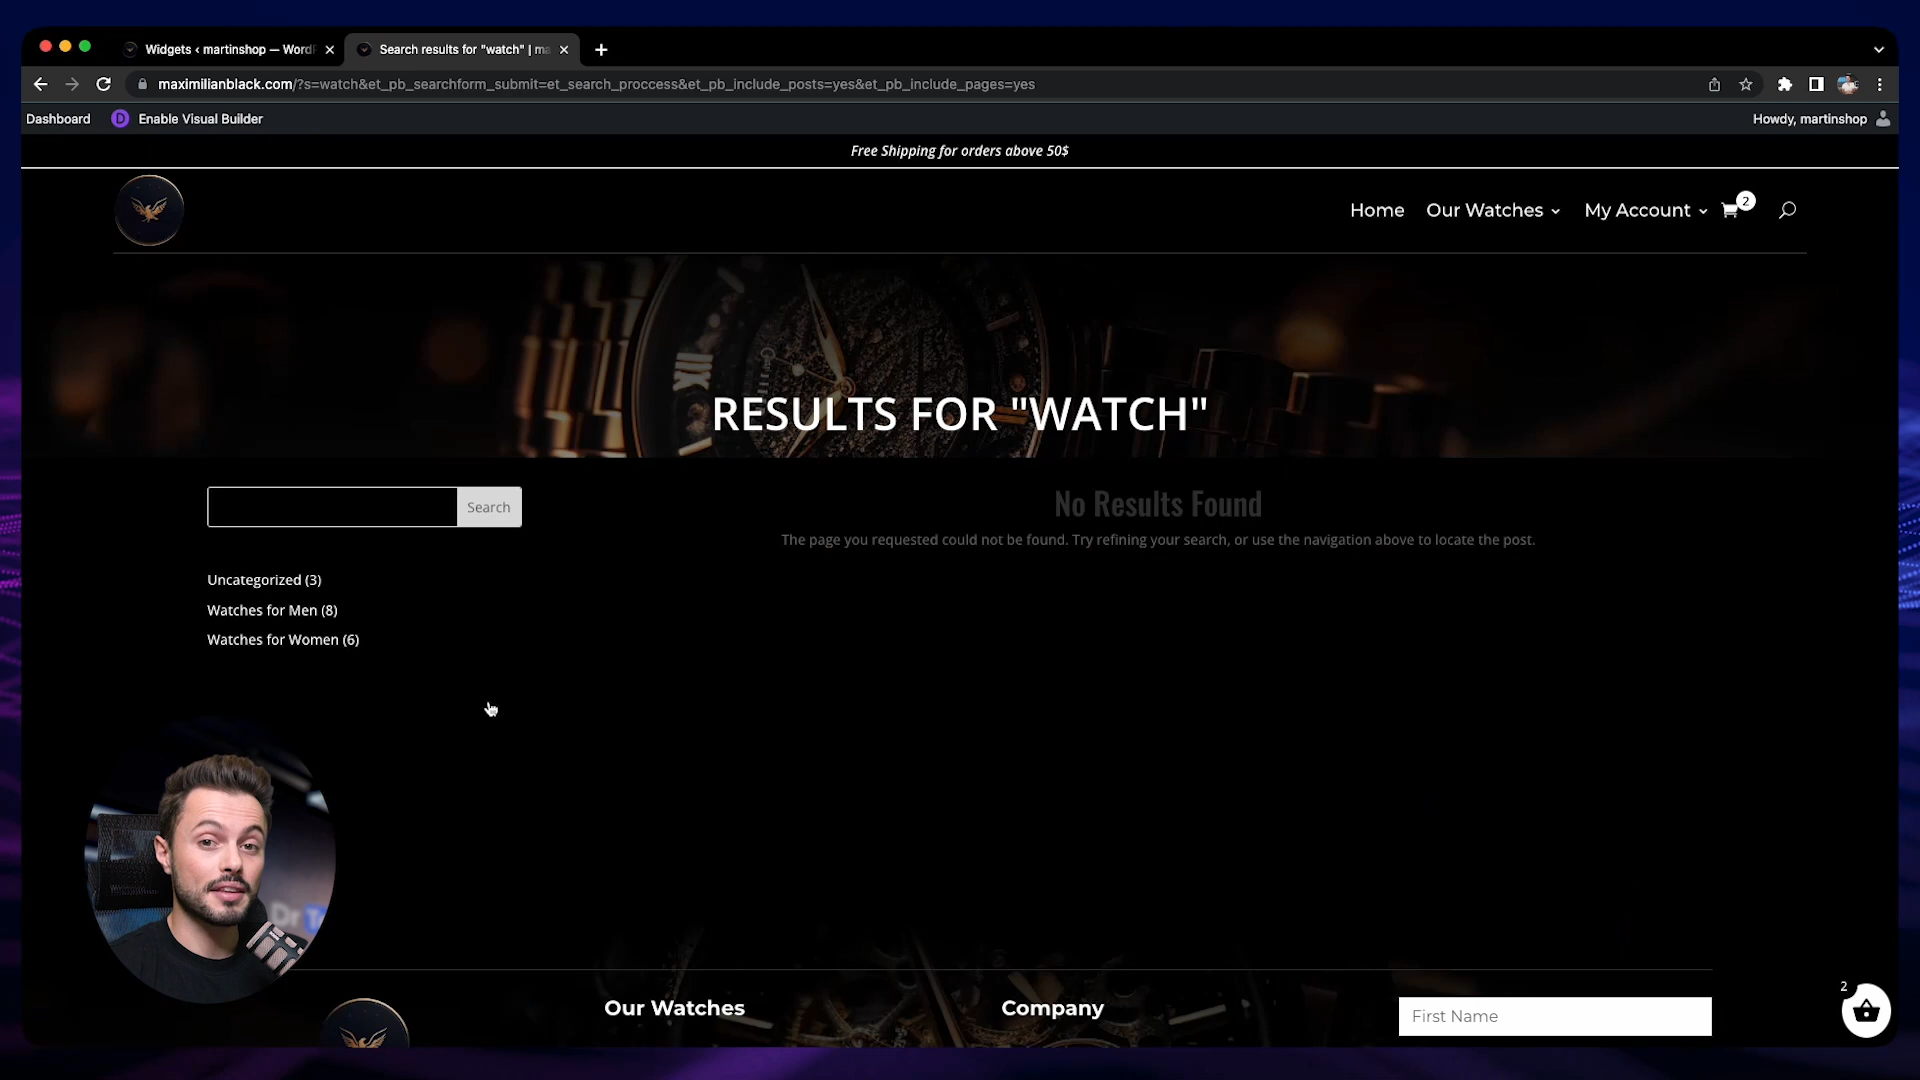 Widgets ‹ martinshop — WordP
Search results for "watch" | ma
maximilianblack.com/?s=watch&et_pb_searchform_submit=et_search_proccess&et_pb_include_posts=yes&et_pb_include_pages=yes
Dashboard
Enable Visual Builder
Howdy, martinshop
Free Shipping for orders above 50$
Home
Our Watches
My Account
2
RESULTS FOR "WATCH"
Search
No Results Found
The page you requested could not be found. Try refining your search, or use the navigation above to locate the post.
Uncategorized (3)
Watches for Men (8)
Watches for Women (6)
Dr T
Our Watches
Company
First Name
2